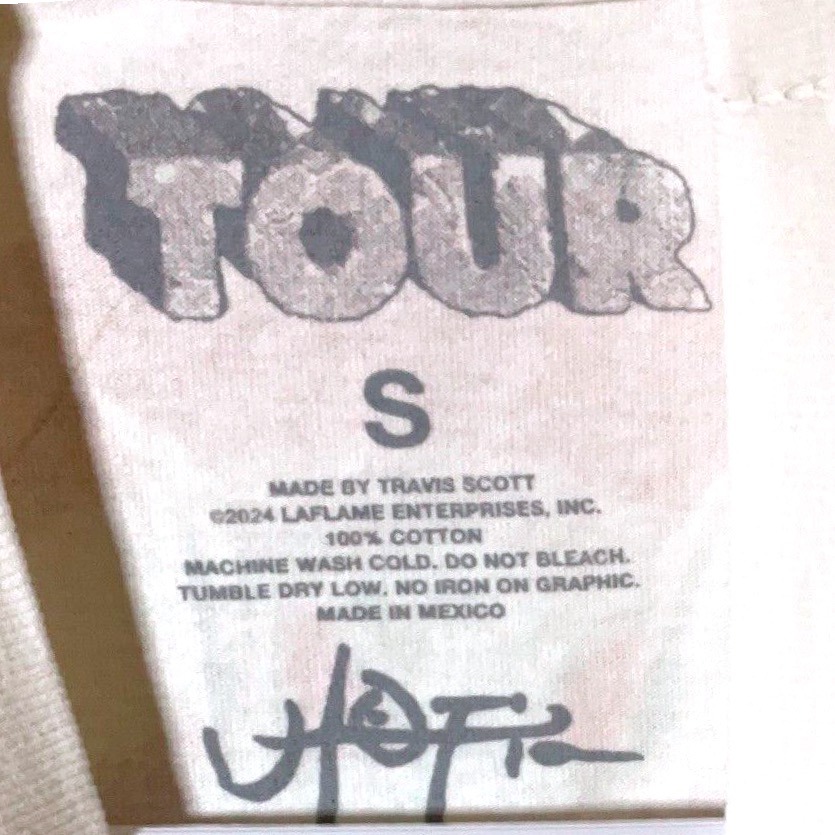 TOUR
S
MADE BY TRAVIS SCOTT
©2024 LAFLAME ENTERPRISES, INC.
100% COTTON
MACHINE WASH COLD. DO NOT BLEACH.
TUMBLE DRY LOW. NO IRON ON GRAPHIC.
MADE IN MEXICO